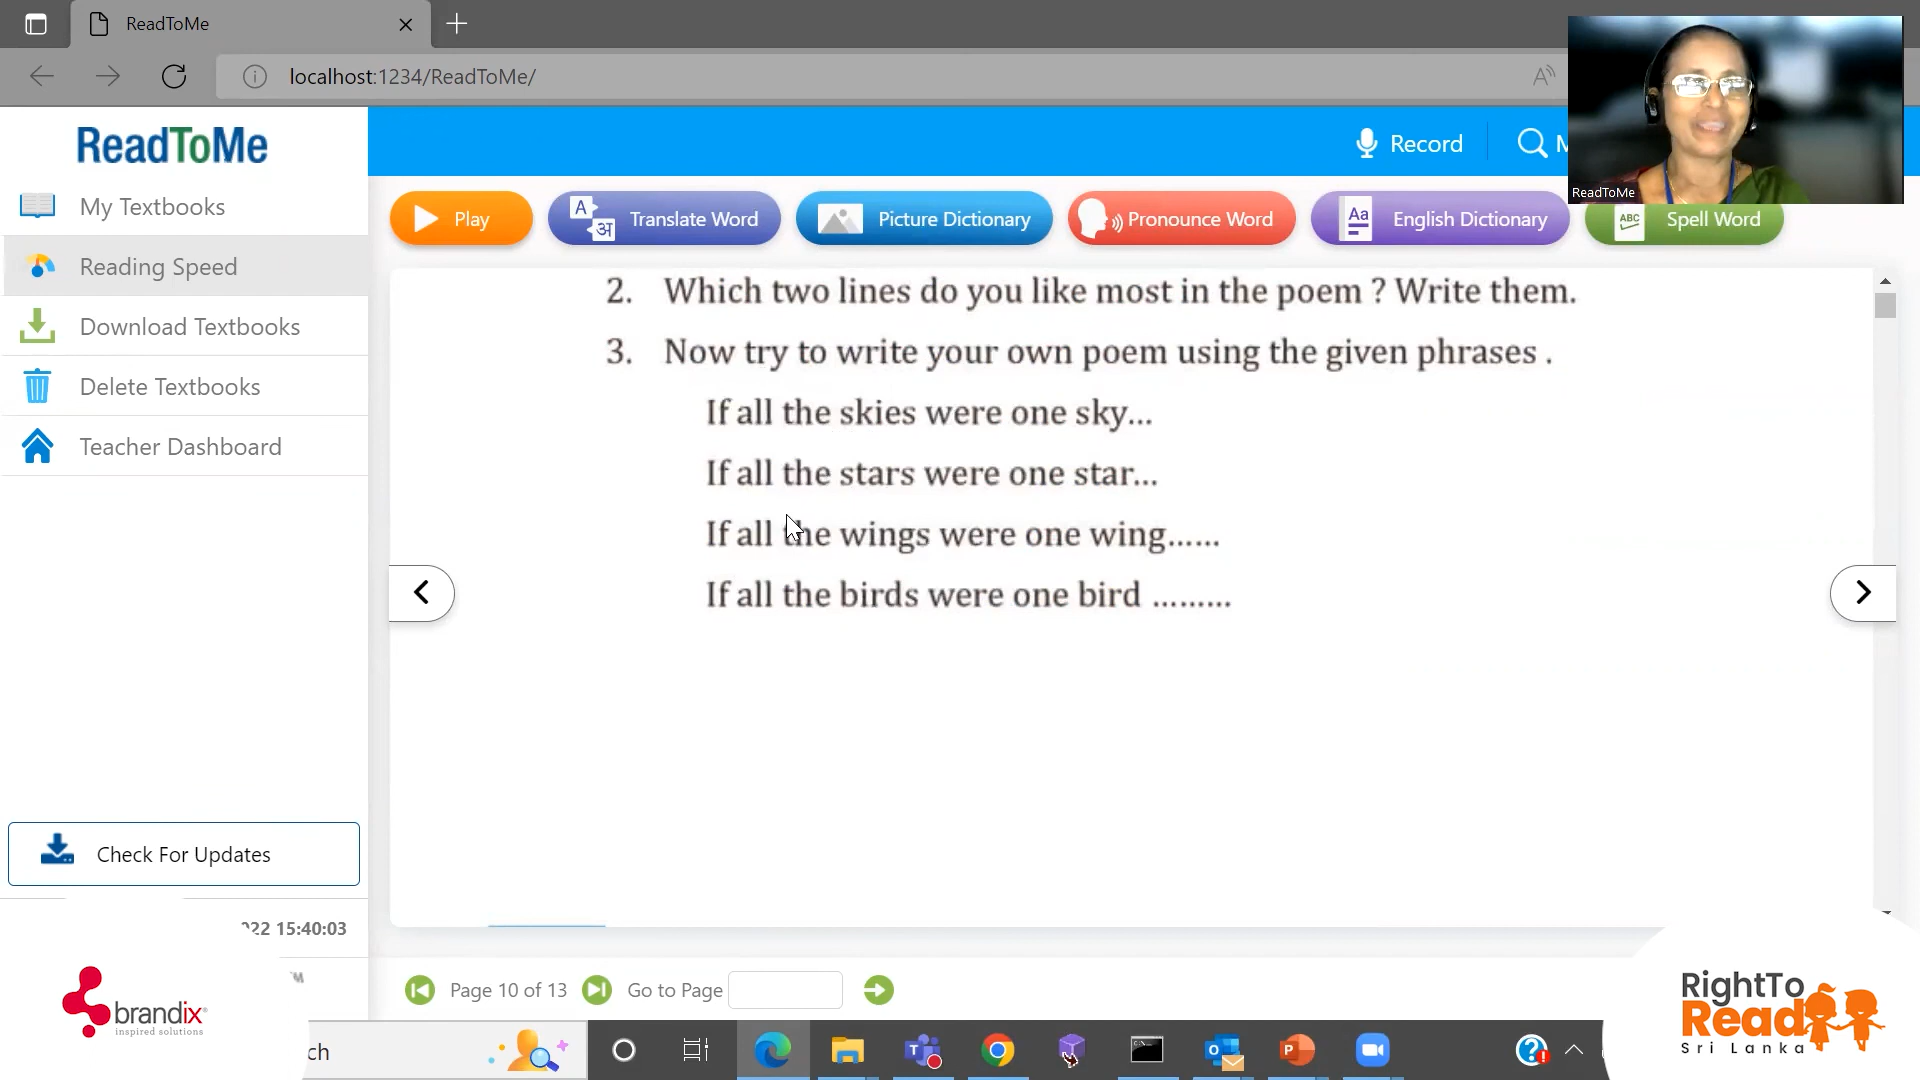 ReadToMe
localhost:1234/ReadToMe/
ReadToMe
Record
ReadToMe
My Textbooks
Reading Speed
Download Textbooks
Delete Textbooks
Teacher Dashboard
Play
Translate Word
Picture Dictionary
Pronounce Word
English Dictionary
Spell Word
2. Which two lines do you like most in the poem ? Write them.
3. Now try to write your own poem using the given phrases .
If all the skies were one sky...
If all the stars were one star...
If all the wings were one wing......
If all the birds were one bird .........
Check For Updates
22 15:40:03
Page 10 of 13
Go to Page
brandix
inspired solutions
RightTo
Read
Sri Lanka
ch